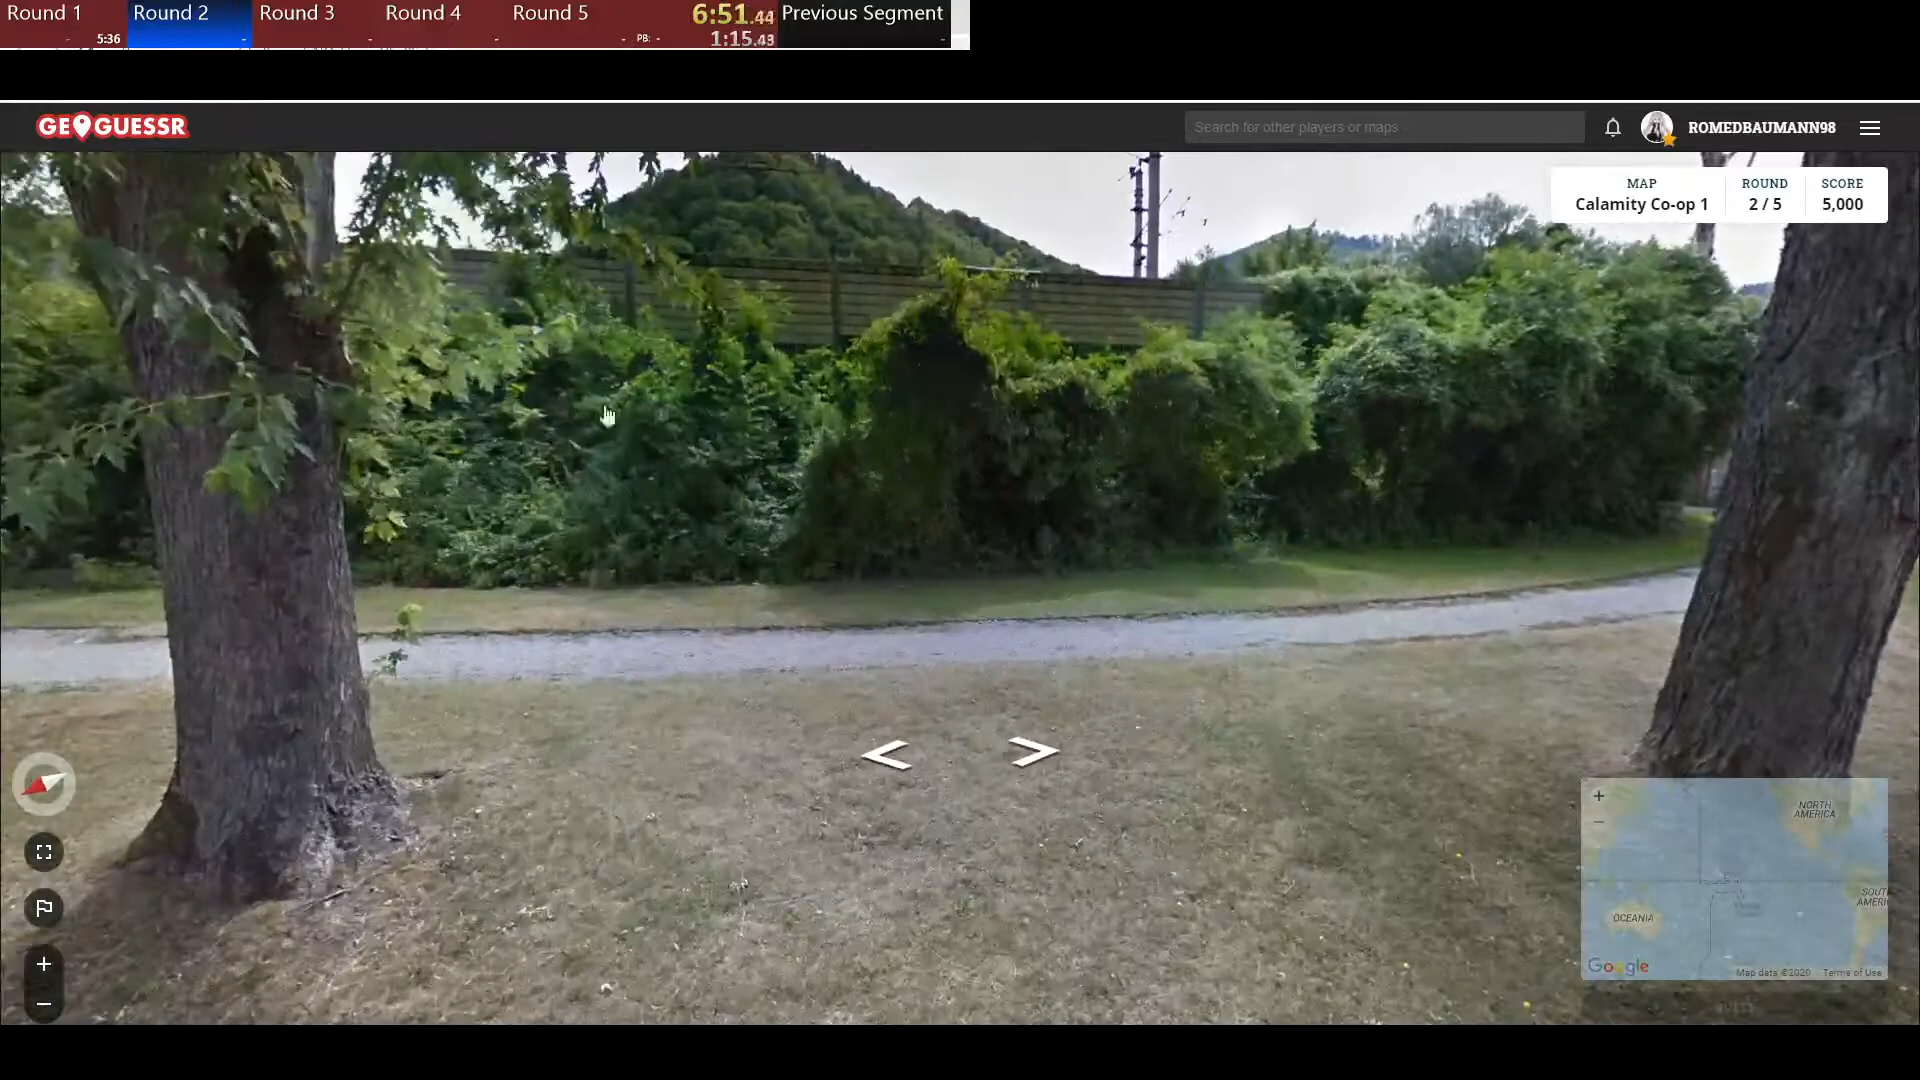 Round 1
Round 2
Round 3
Round 4
Round 5
6:51.44
Previous Segment
-
5:36
-
-
-
-
PB: -
1:15.43
-
GEOGUESSR
Search for other players or maps
ROMEDBAUMANN98
MAP
ROUND
SCORE
Calamity Co-op 1
2 / 5
5,000
NORTH
AMERICA
OCEANIA
SOUT
AMERI
Google
Map data ©2020
Terms of Use